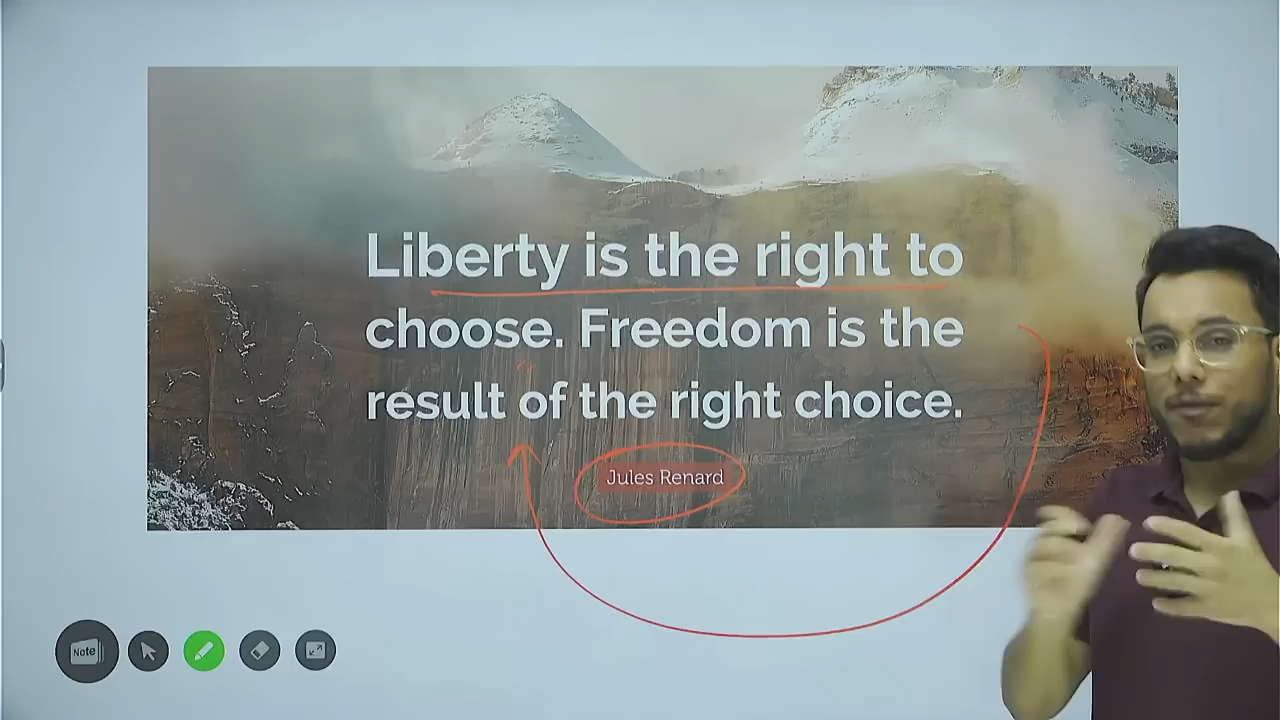 Liberty is the right to
choose. Freedom is the
result of the right choice.
Jules Renard
Note